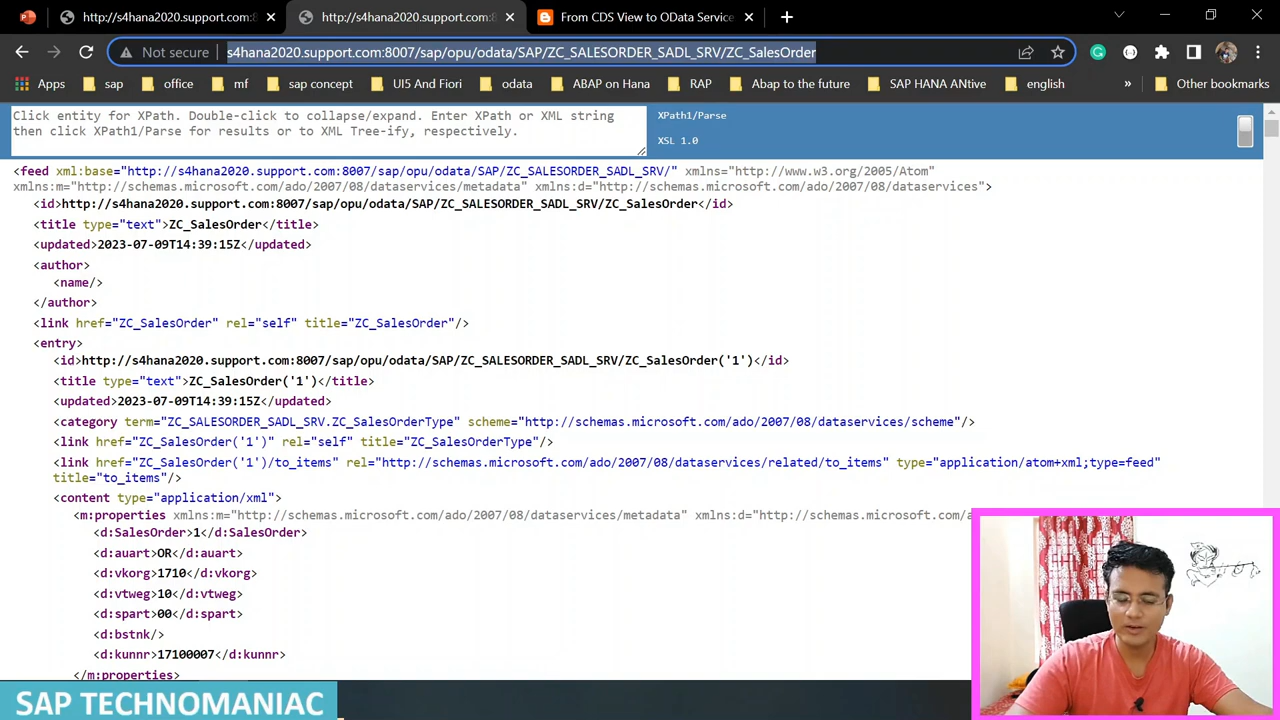 http://s4hana2020.support.com:8
http://s4hana2020.support.com:
From CDS View to OData Service
Not secure
s4hana2020.support.com:8007/sap/opu/odata/SAP/ZC_SALESORDER_SADL_SRV/ZC_SalesOrder
Apps sap office mf sap concept UI5 And Fiori odata ABAP on Hana RAP Abap to the future SAP HANA ANtive english » Other bookmarks
Click entity for XPath. Double-click to collapse/expand. Enter XPath or XML string
then click XPath1/Parse for results or to XML Tree-ify, respectively.
XPath1/Parse
XSL 1.0
<feed xml:base="http://s4hana2020.support.com:8007/sap/opu/odata/SAP/ZC_SALESORDER_SADL_SRV/" xmlns="http://www.w3.org/2005/Atom"
xmlns:m="http://schemas.microsoft.com/ado/2007/08/dataservices/metadata" xmlns:d="http://schemas.microsoft.com/ado/2007/08/dataservices">
<id>http://s4hana2020.support.com:8007/sap/opu/odata/SAP/ZC_SALESORDER_SADL_SRV/ZC_SalesOrder</id>
<title type="text">ZC_SalesOrder</title>
<updated>2023-07-09T14:39:15Z</updated>
<author>
<name/>
</author>
<link href="ZC_SalesOrder" rel="self" title="ZC_SalesOrder"/>
<entry>
<id>http://s4hana2020.support.com:8007/sap/opu/odata/SAP/ZC_SALESORDER_SADL_SRV/ZC_SalesOrder('1')</id>
<title type="text">ZC_SalesOrder('1')</title>
<updated>2023-07-09T14:39:15Z</updated>
<category term="ZC_SALESORDER_SADL_SRV.ZC_SalesOrderType" scheme="http://schemas.microsoft.com/ado/2007/08/dataservices/scheme"/>
<link href="ZC_SalesOrder('1')" rel="self" title="ZC_SalesOrderType"/>
<link href="ZC_SalesOrder('1')/to_items" rel="http://schemas.microsoft.com/ado/2007/08/dataservices/related/to_items" type="application/atom+xml;type=feed"
title="to_items"/>
<content type="application/xml">
<m:properties xmlns:m="http://schemas.microsoft.com/ado/2007/08/dataservices/metadata" xmlns:d="http://schemas.microsoft.com/a
<d:SalesOrder>1</d:SalesOrder>
<d:auart>OR</d:auart>
<d:vkorg>1710</d:vkorg>
<d:vtweg>10</d:vtweg>
<d:spart>00</d:spart>
<d:bstnk/>
<d:kunnr>17100007</d:kunnr>
</m:properties>
SAP TECHNOMANIAC